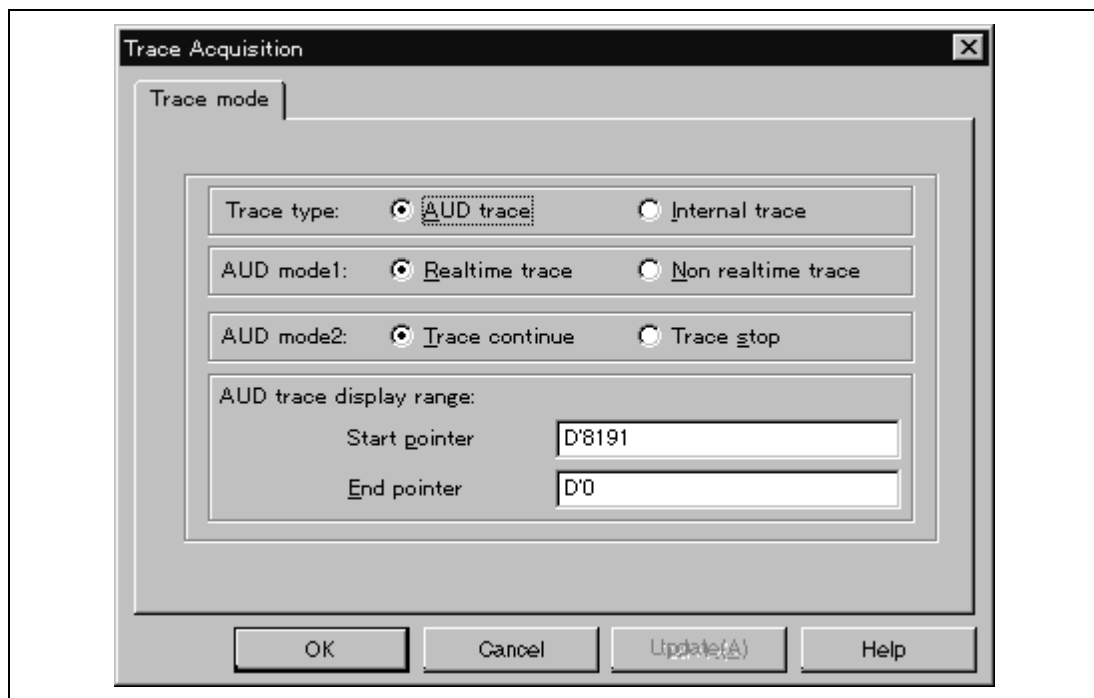 Trace Acquisition
Trace mode
Trace type: AUD trace Internal trace
AUD mode1: Realtime trace Non realtime trace
AUD mode2: Trace continue Trace stop
AUD trace display range:
Start pointer D'8191
End pointer D'0
OK Cancel Update(A) Help